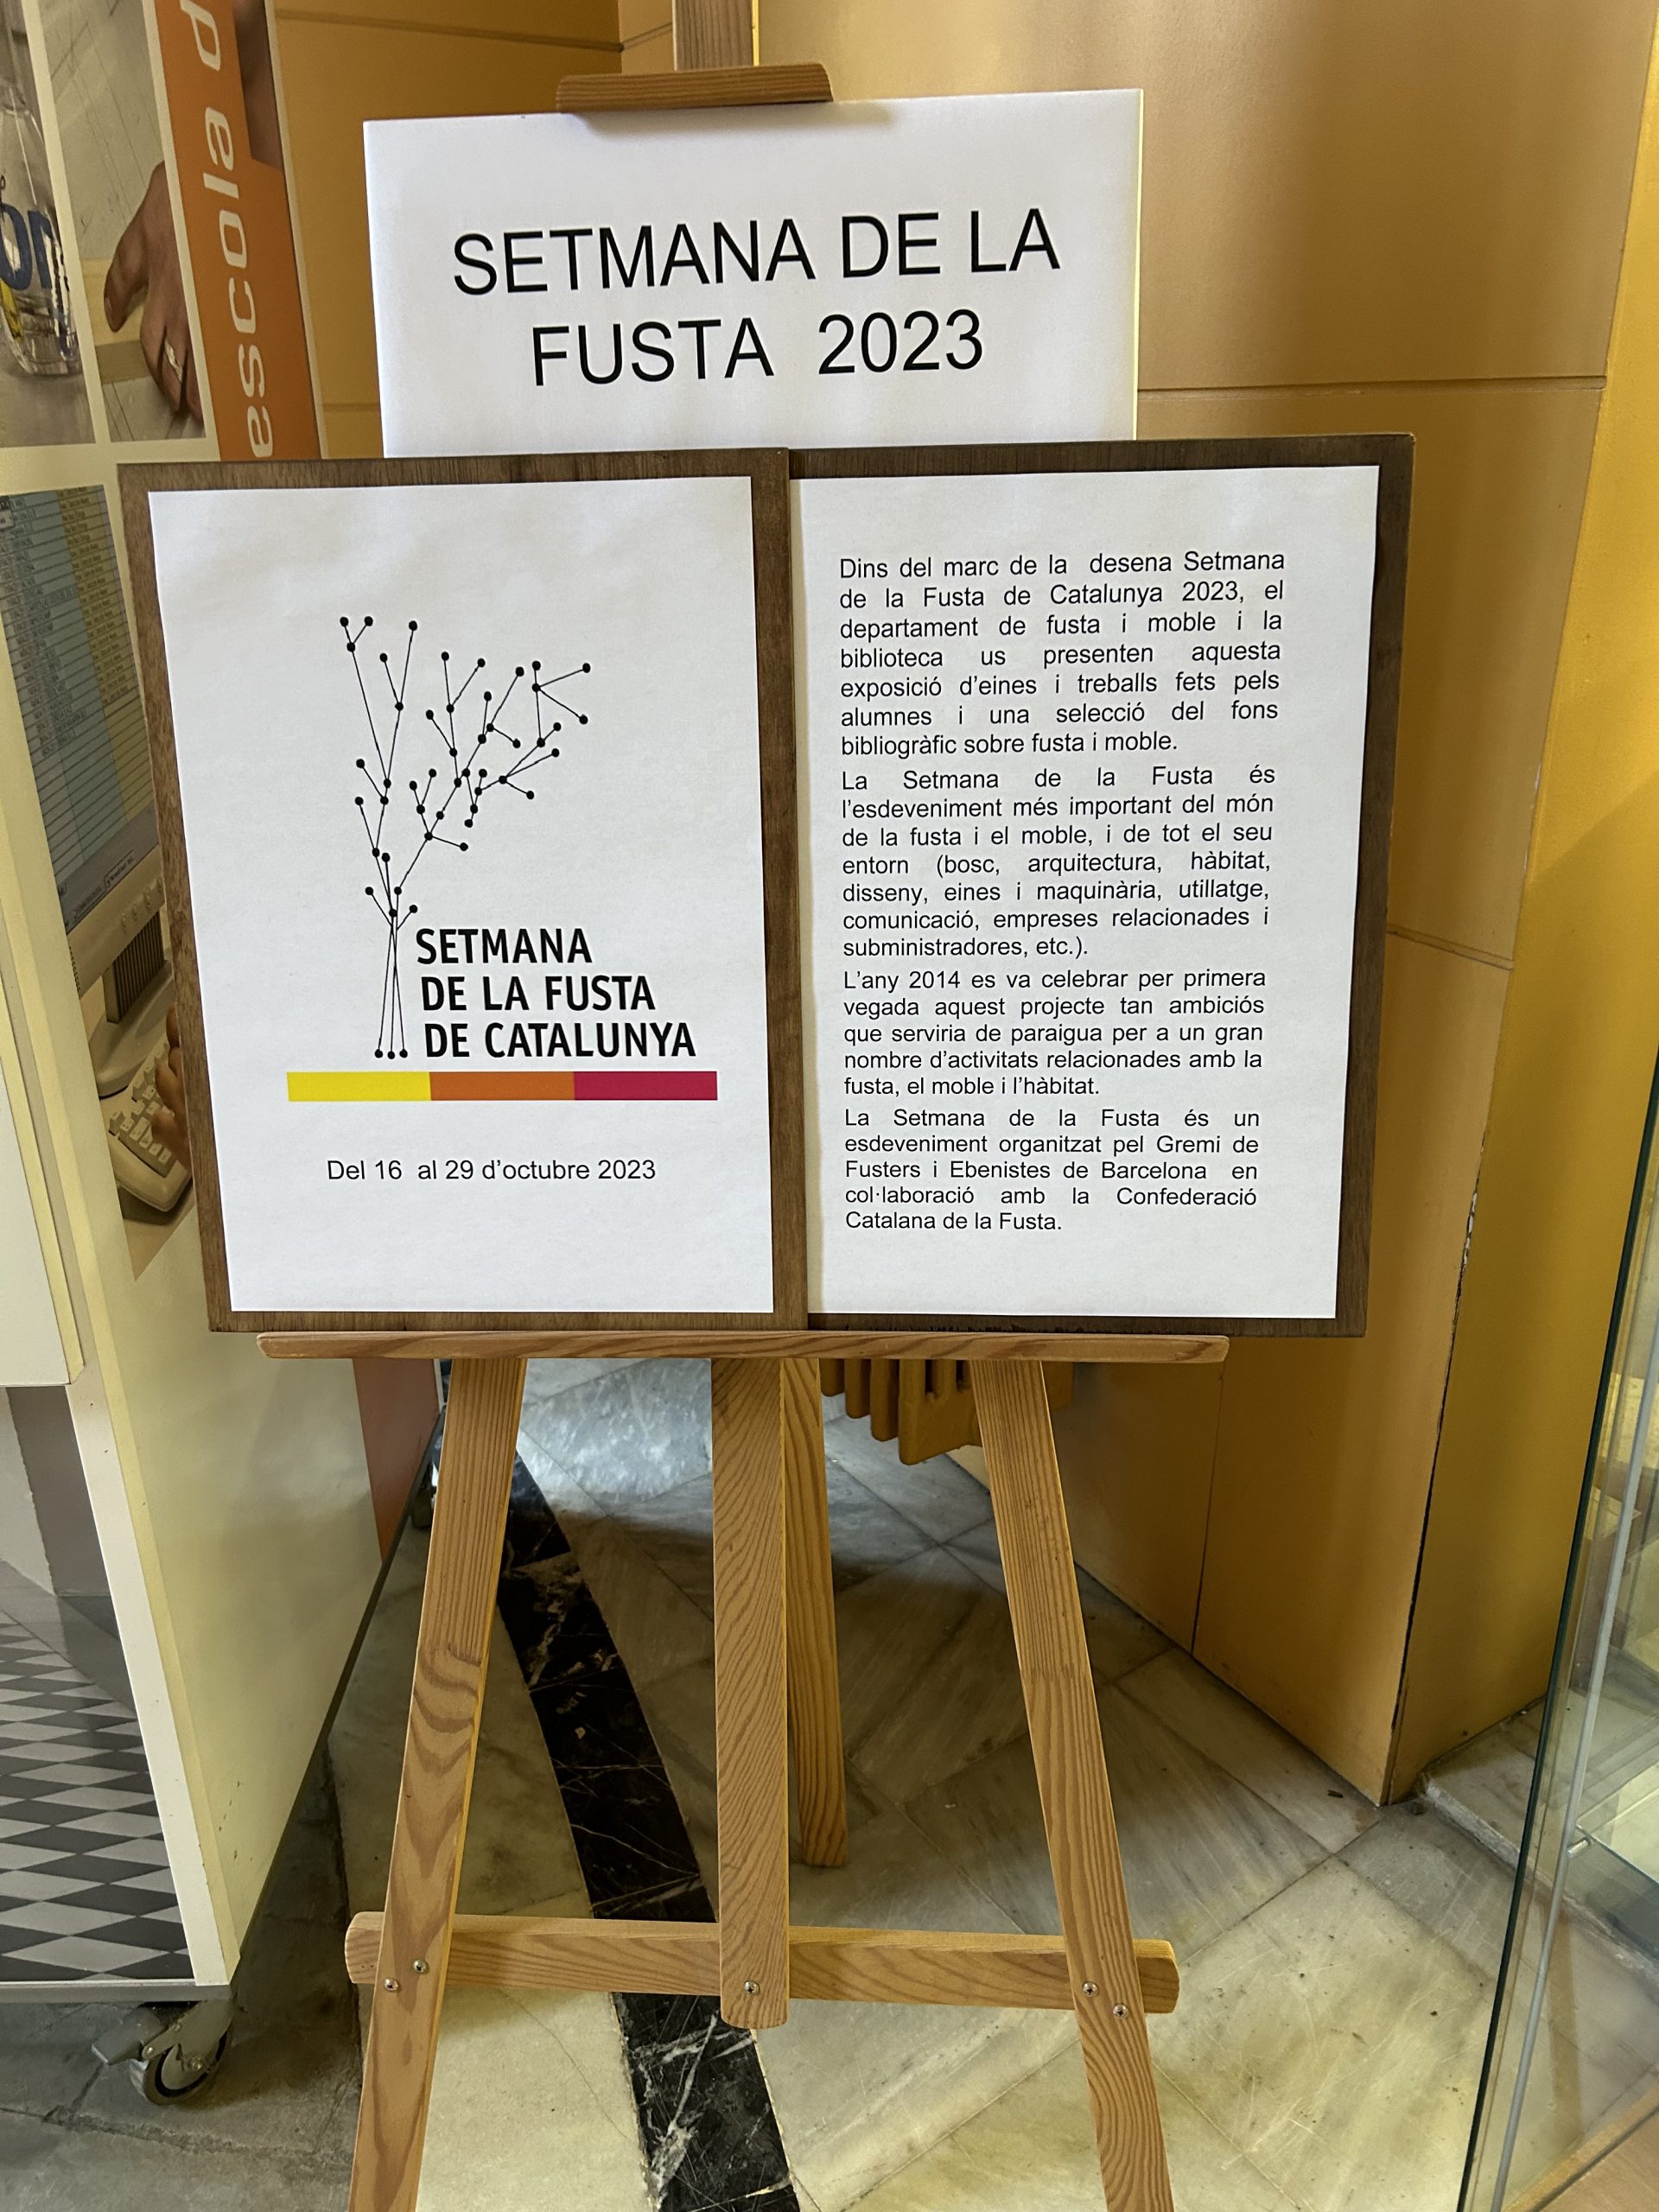 escola p
SETMANA DE LA
FUSTA 2023
SETMANA
DE LA FUSTA
DE CATALUNYA
Del 16 al 29 d'octubre 2023
Dins del marc de la desena Setmana
de la Fusta de Catalunya 2023, el
departament de fusta i moble i la
biblioteca us presenten aquesta
exposició d'eines i treballs fets pels
alumnes i una selecció del fons
bibliogràfic sobre fusta i moble.
La Setmana de la Fusta és
l'esdeveniment més important del món
de la fusta i el moble, i de tot el seu
entorn (bosc, arquitectura, hàbitat,
disseny, eines i maquinària, utillatge,
comunicació, empreses relacionades i
subministradores, etc.).
L'any 2014 es va celebrar per primera
vegada aquest projecte tan ambiciós
que serviria de paraigua per a un gran
nombre d'activitats relacionades amb la
fusta, el moble i l'hàbitat.
La Setmana de la Fusta és un
esdeveniment organitzat pel Gremi de
Fusters i Ebenistes de Barcelona en
col·laboració amb la Confederació
Catalana de la Fusta.